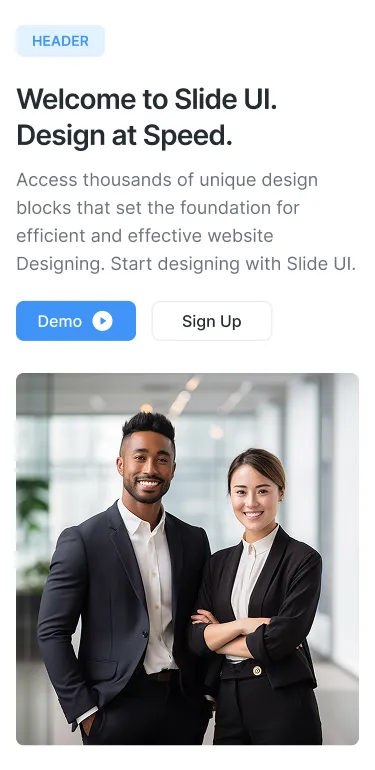 HEADER
Welcome to Slide UI.
Design at Speed.
Access thousands of unique design
blocks that set the foundation for
efficient and effective website
Designing. Start designing with Slide UI.
Demo
Sign Up